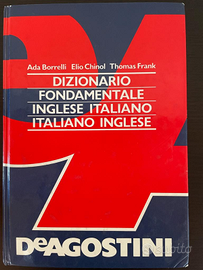 Ada Borrelli Elio Chinol Thomas Frank
DIZIONARIO
FONDAMENTALE
INGLESE ITALIANO
ITALIANO INGLESE
DEAGOSTINI